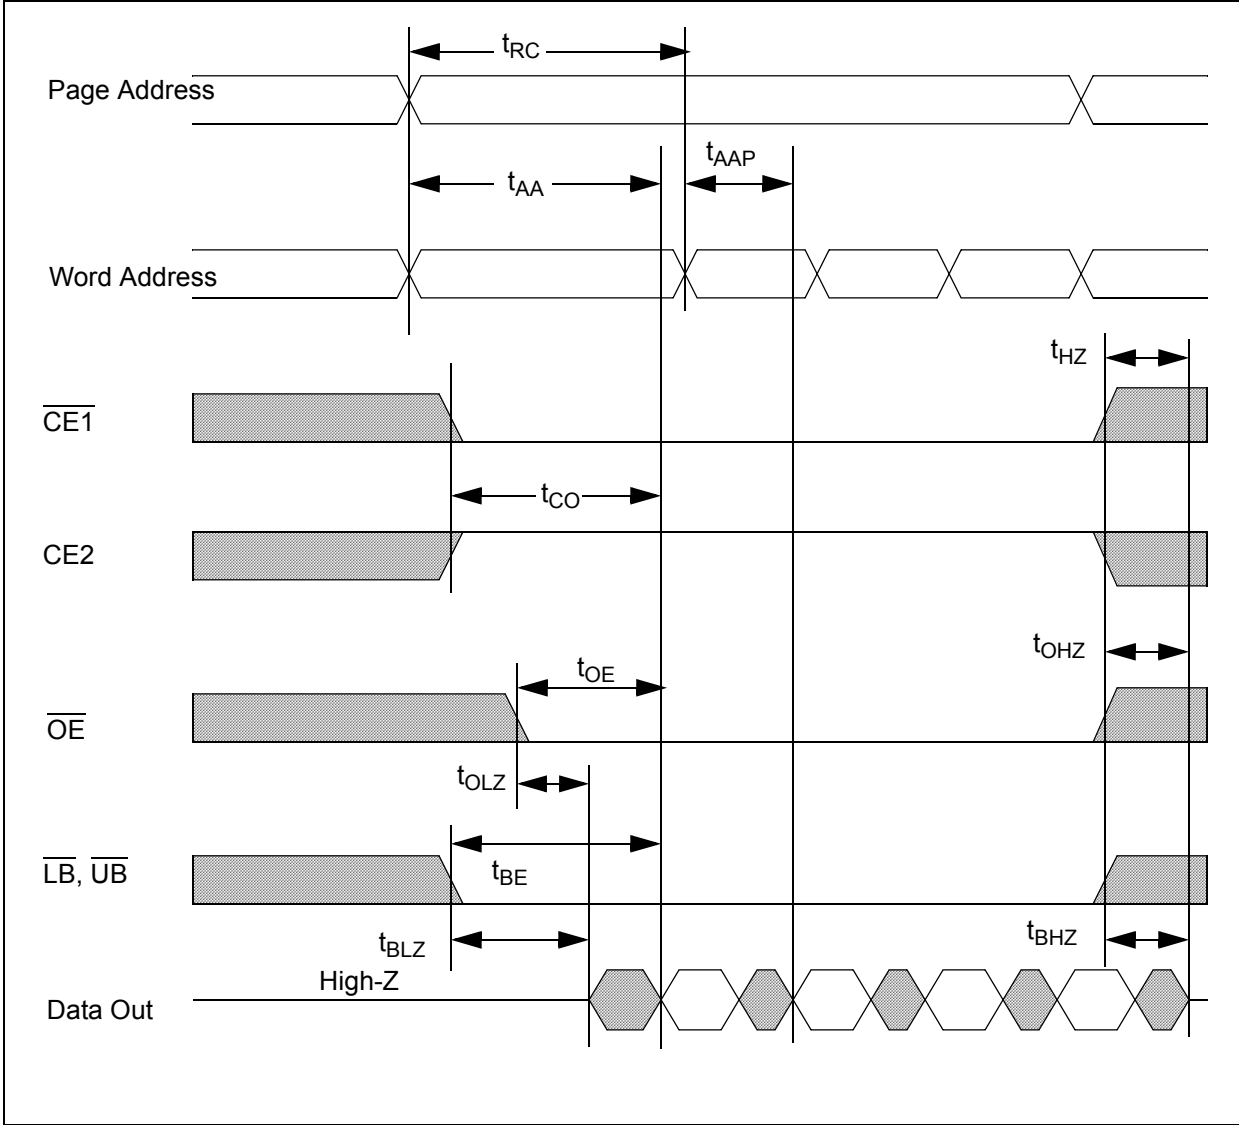 tRC
Page Address
tAAP
tAA
Word Address
tHZ
CE1
tCO
CE2
tOHZ
tOE
OE
tOLZ
LB, UB
tBE
tBLZ
tBHZ
High-Z
Data Out